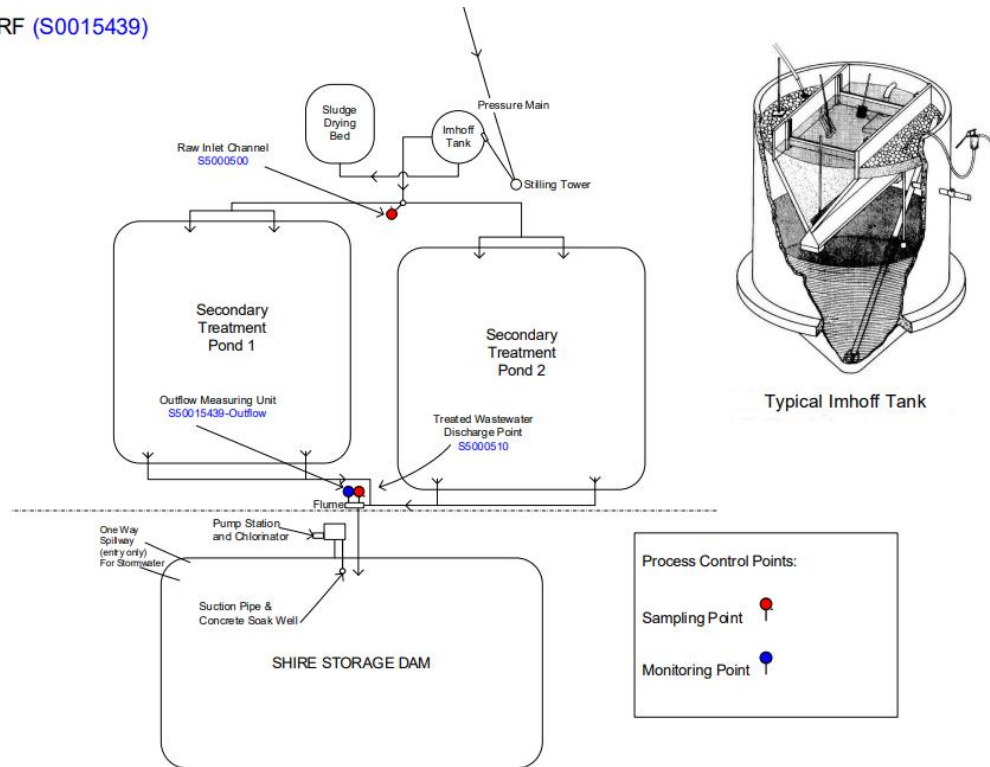 RF (S0015439)
Pressure Main
Sludge
Drying
Bed
Imhoff
Tank
Raw Inlet Channel
S5000500
Stilling Tower
Secondary
Treatment
Pond 1
Secondary
Treatment
Pond 2
Typical Imhoff Tank
Outflow Measuring Unit
S50015439-Outflow
Treated Wastewater
Discharge Point
S5000510
Flume
One Way
Spillway
(entry only)
For Stormwater
Pump Station
and Chlorinator
Suction Pipe &
Concrete Soak Well
SHIRE STORAGE DAM
Process Control Points:
Sampling Point
Monitoring Point